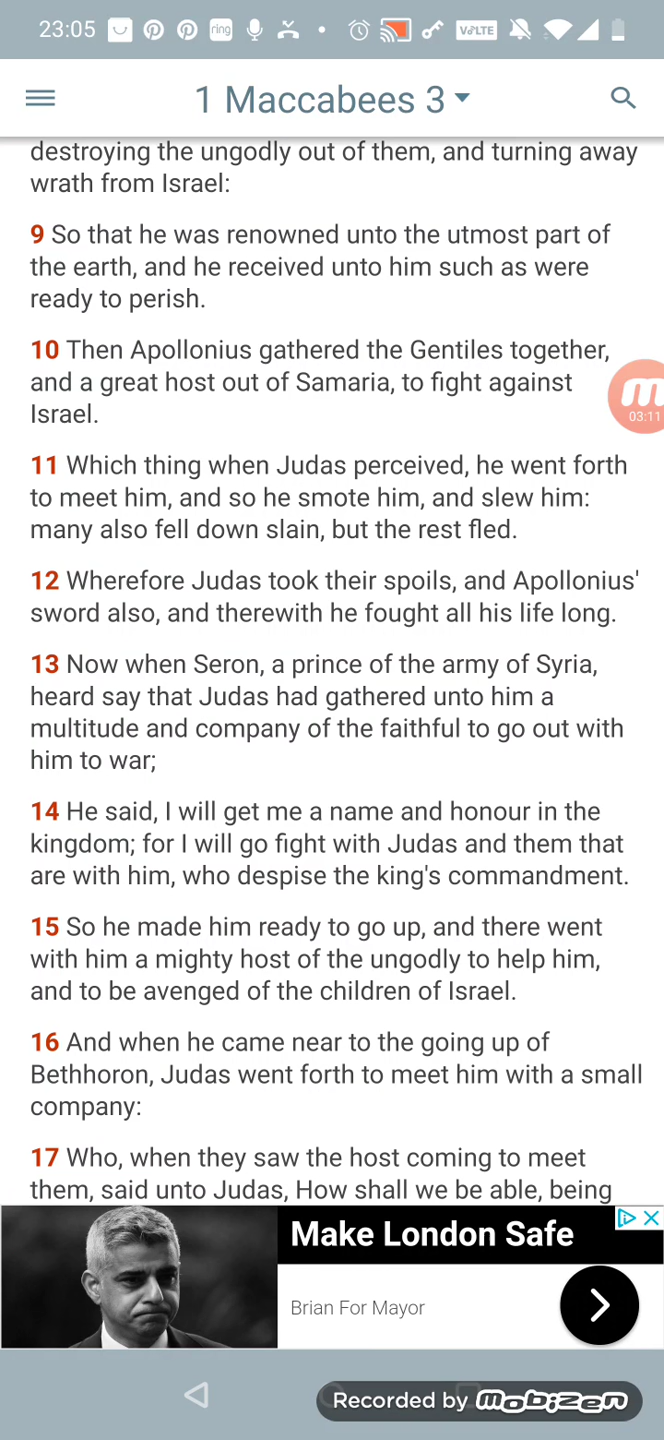 23:05 ring VoLTE
1 Maccabees 3
destroying the ungodly out of them, and turning away
wrath from Israel:
9 So that he was renowned unto the utmost part of
the earth, and he received unto him such as were
ready to perish.
10 Then Apollonius gathered the Gentiles together,
and a great host out of Samaria, to fight against
Israel.
m
03:11
11 Which thing when Judas perceived, he went forth
to meet him, and so he smote him, and slew him:
many also fell down slain, but the rest fled.
12 Wherefore Judas took their spoils, and Apollonius'
sword also, and therewith he fought all his life long.
13 Now when Seron, a prince of the army of Syria,
heard say that Judas had gathered unto him a
multitude and company of the faithful to go out with
him to war;
14 He said, I will get me a name and honour in the
kingdom; for I will go fight with Judas and them that
are with him, who despise the king's commandment.
15 So he made him ready to go up, and there went
with him a mighty host of the ungodly to help him,
and to be avenged of the children of Israel.
16 And when he came near to the going up of
Bethhoron, Judas went forth to meet him with a small
company:
17 Who, when they saw the host coming to meet
them, said unto Judas, How shall we be able, being
Make London Safe
Brian For Mayor
Recorded by mobizen